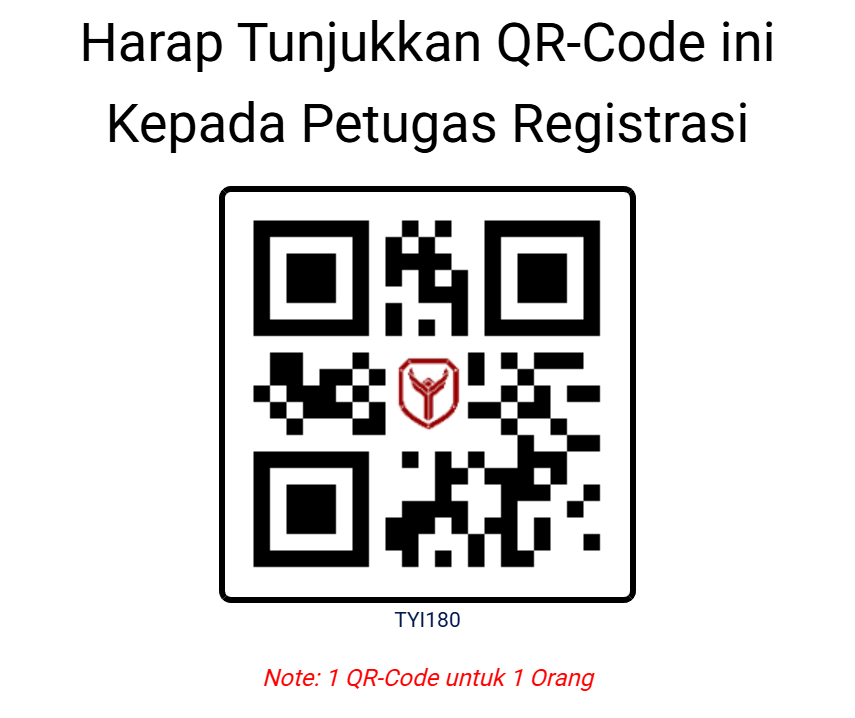 Harap Tunjukkan QR-Code ini
Kepada Petugas Registrasi
TYI180
Note: 1 QR-Code untuk 1 Orang